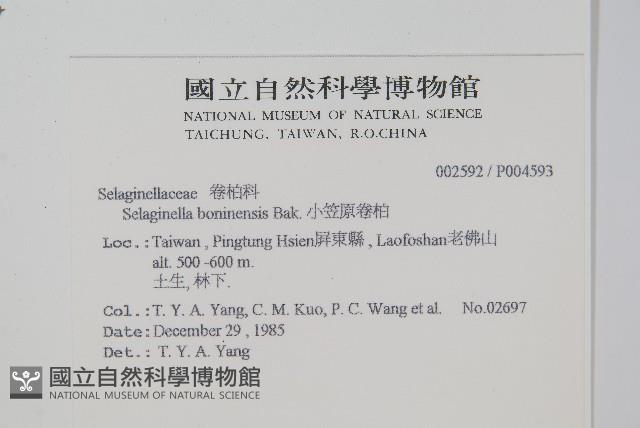 國立自然科學博物館
NATIONAL MUSEUM OF NATURAL SCIENCE
TAICHUNG, TAIWAN, R.O.CHINA
002592 / P004593
Selaginellaceae 卷柏科
Selaginella boninensis Bak. 小笠原卷柏
Loc.: Taiwan , Pingtung Hsien屏東縣 , Laofoshan老佛山
alt. 500 -600 m.
土生, 林下.
Col.: T. Y. A. Yang, C. M. Kuo, P. C. Wang et al. No.02697
Date: December 29 , 1985
Det.: T. Y. A. Yang
國立自然科學博物館
NATIONAL MUSEUM OF NATURAL SCIENCE